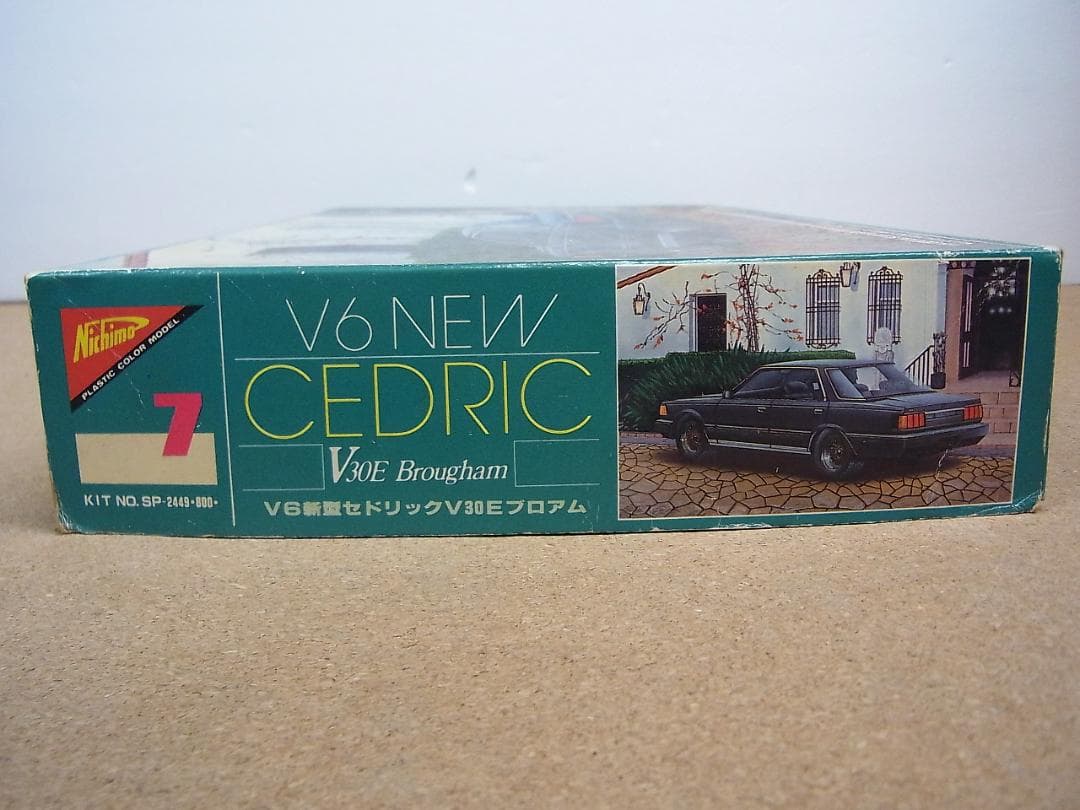 Nichimo
PLASTIC COLOR MODEL
7
KIT NO. SP-2449•800•
V6 NEW
CEDRIC
V30E Brougham
V6新型セドリックV30Eブロアム